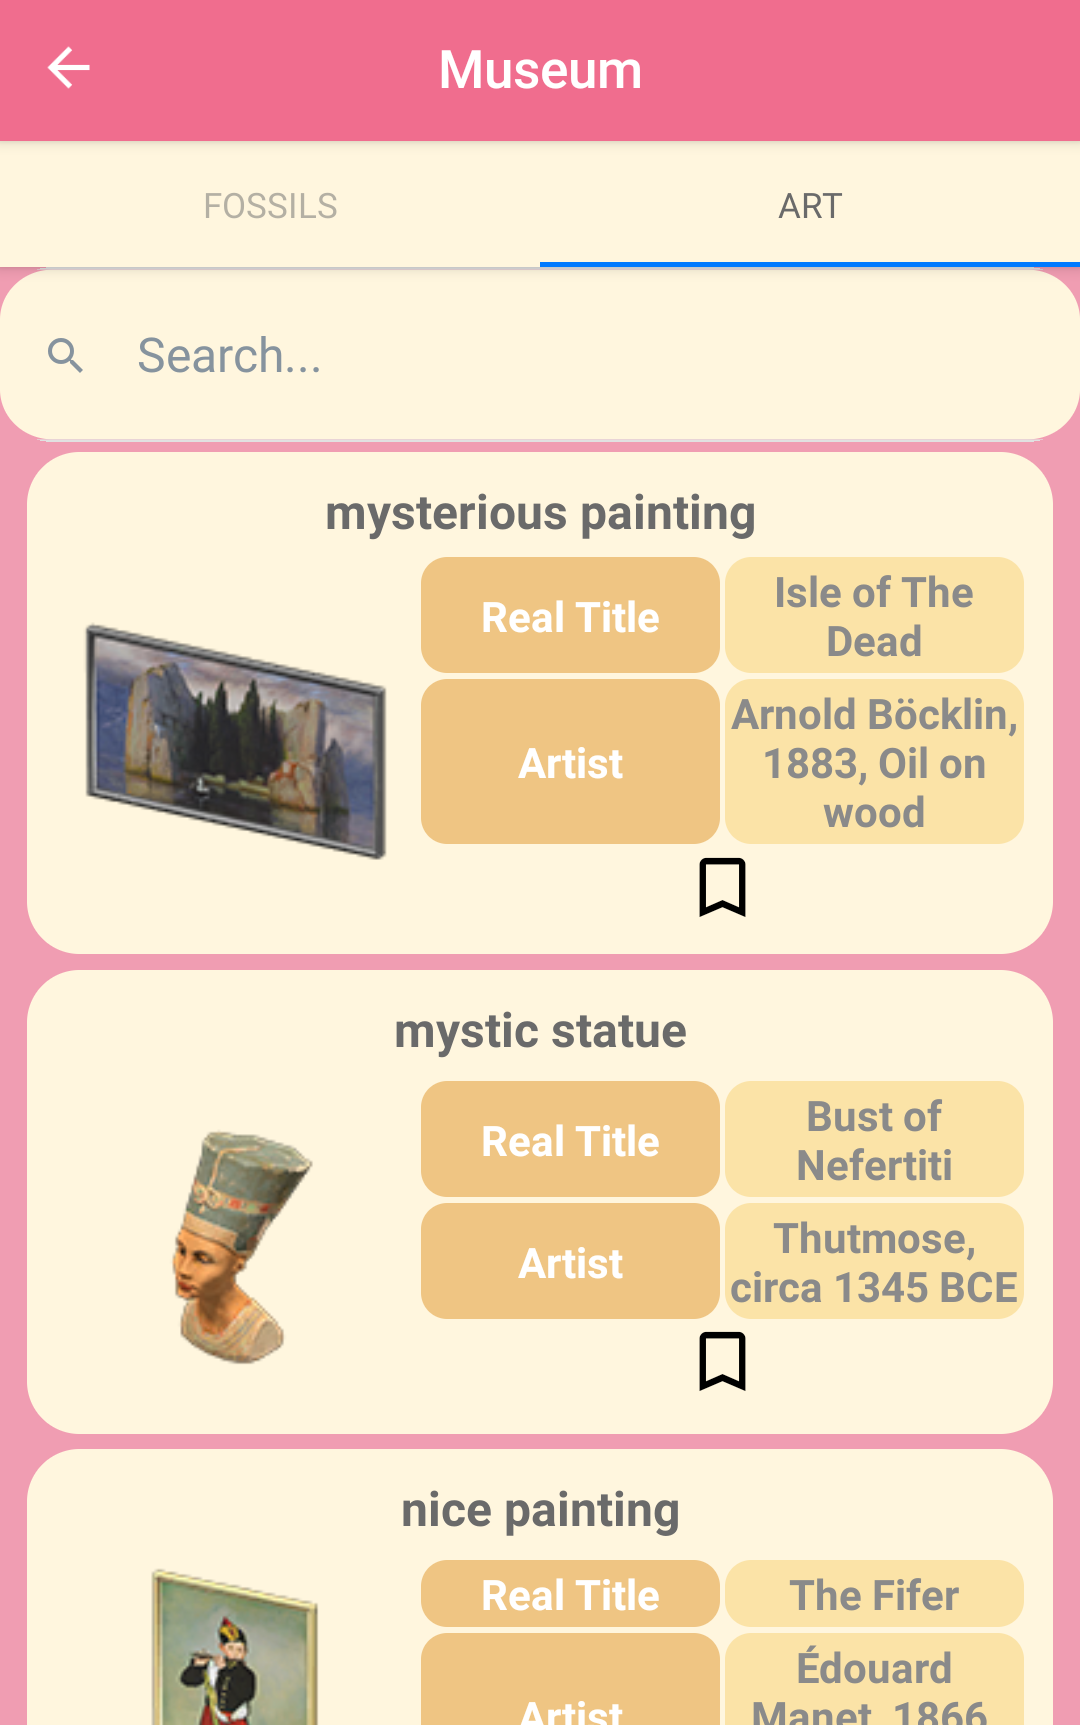 Museum
FOSSILS
ART
Search...
mysterious painting
Real Title
Isle of The
Dead
Artist
Arnold Böcklin,
1883, Oil on
wood
mystic statue
Real Title
Bust of
Nefertiti
Artist
Thutmose,
circa 1345 BCE
nice painting
Real Title
The Fifer
Artist
Édouard
Manet, 1866